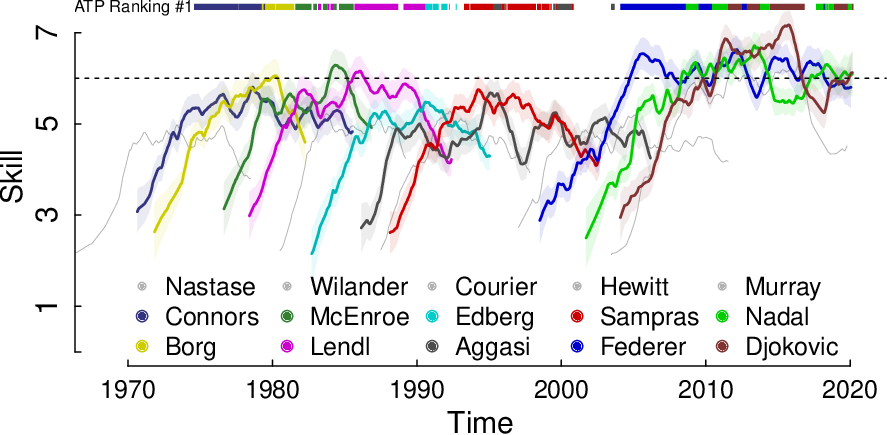 ATP Ranking #1
7
5
3
1
Skill
Nastase Wilander Courier Hewitt Murray
Connors McEnroe Edberg Sampras Nadal
Borg Lendl Aggasi Federer Djokovic
1970 1980 1990 2000 2010 2020
Time